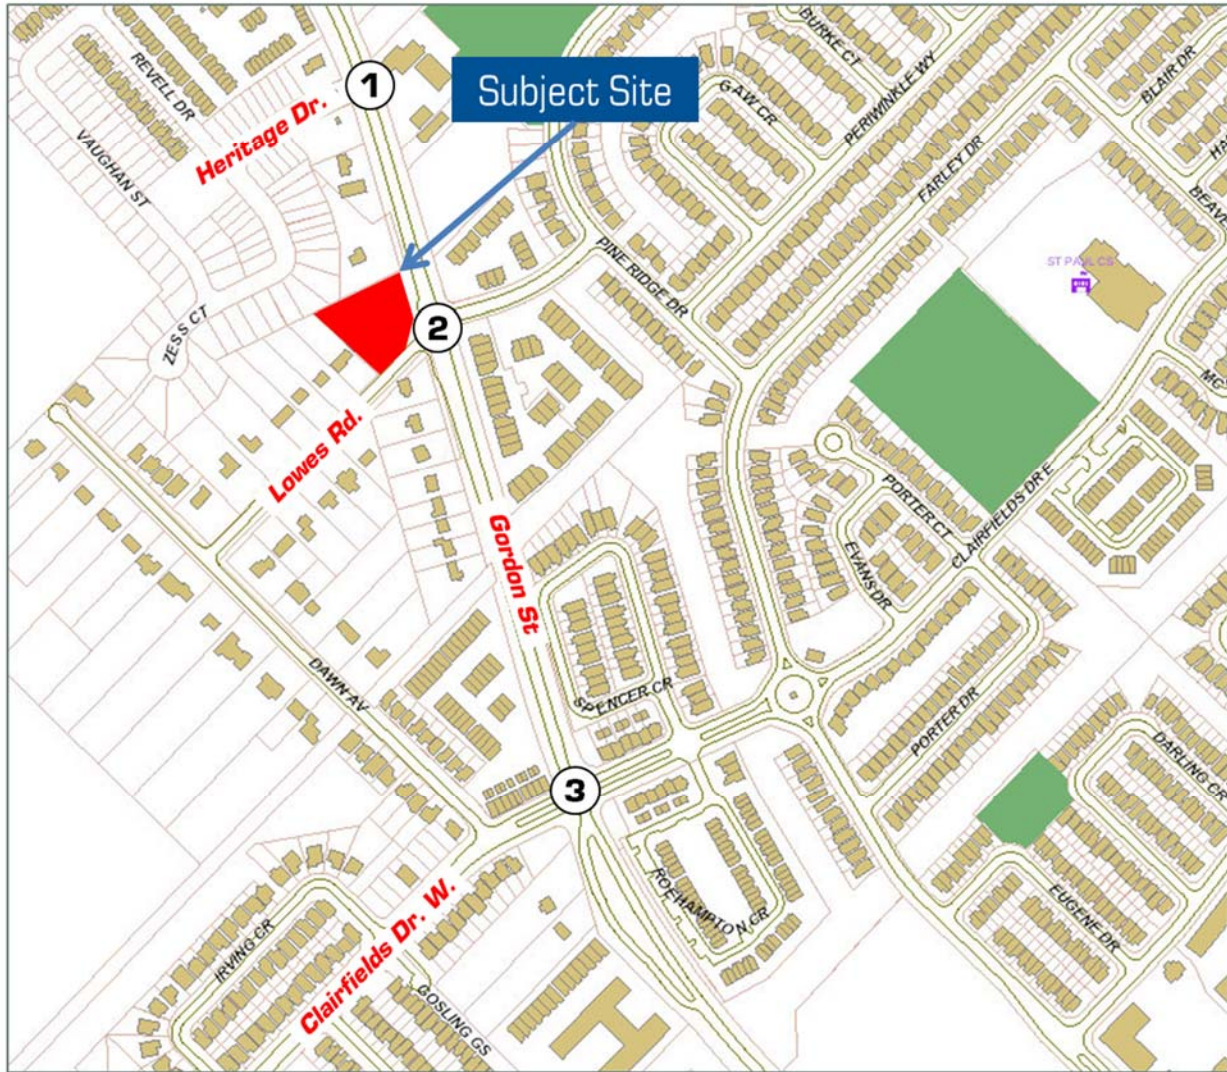 BURKE CT
PERIWINKLE WY
BLAIR DR
REVELL DR
1
Subject Site
GAW CR
Heritage Dr.
FARLEY DR
VAUGHAN ST
PINE RIDGE DR
ST PAUL CS
ZESS CT
2
Lowes Rd.
Gordon St
PORTER CT
CLAIRFIELDS DR E
EVANS DR
DAWN AV
SPENCER CR
PORTER DR
DARLING CR
3
ROEHAMPTON CR
EUGENE DR
Clairfields Dr. W.
IRVING CR
GOSLING GS